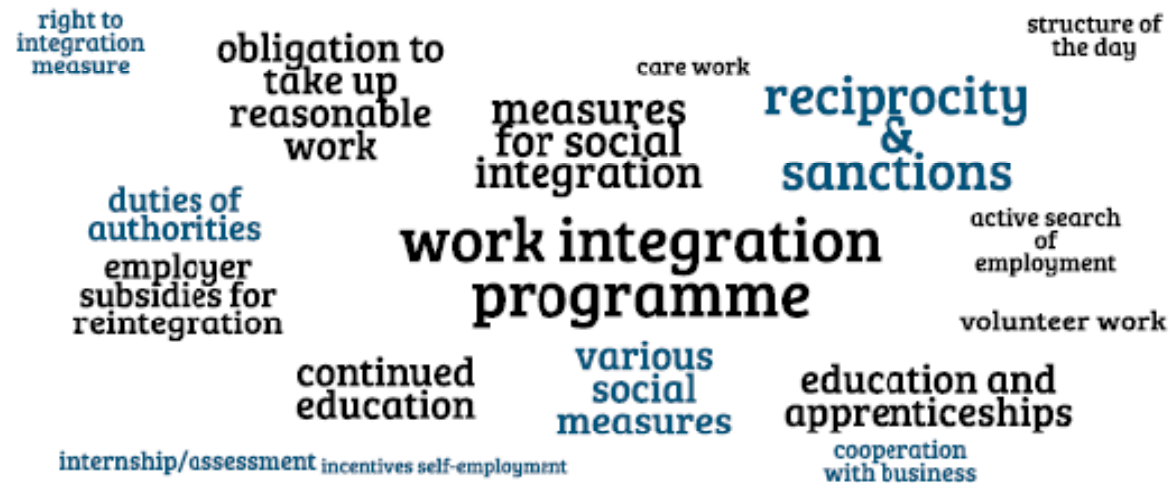 right to
integration
measure
obligation to
take up
reasonable
work
care work
measures
for social
integration
reciprocity
&
sanctions
structure of
the day
duties of
authorities
employer
subsidies for
reintegration
work integration
programme
active search
of
employment
volunteer work
continued
education
various
social
measures
education and
apprenticeships
internship/assessment
incentives self-employment
cooperation
with business